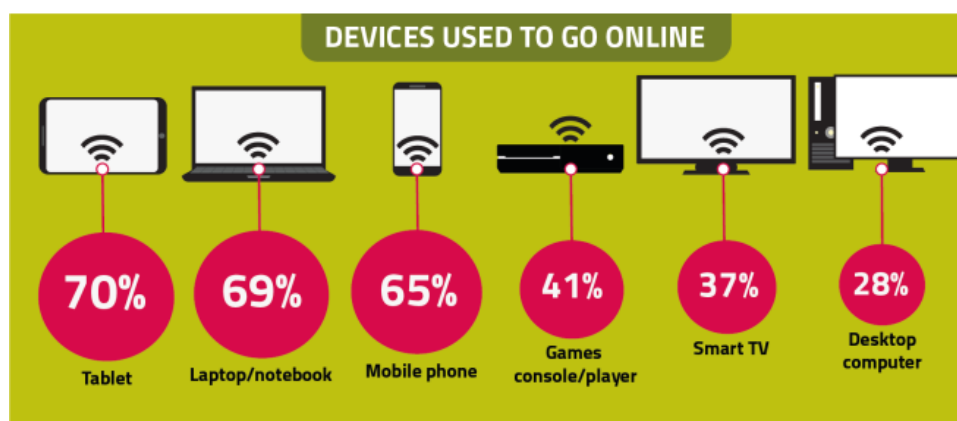 DEVICES USED TO GO ONLINE
70%
Tablet
69%
Laptop/notebook
65%
Mobile phone
41%
Games
console/player
37%
Smart TV
28%
Desktop
computer